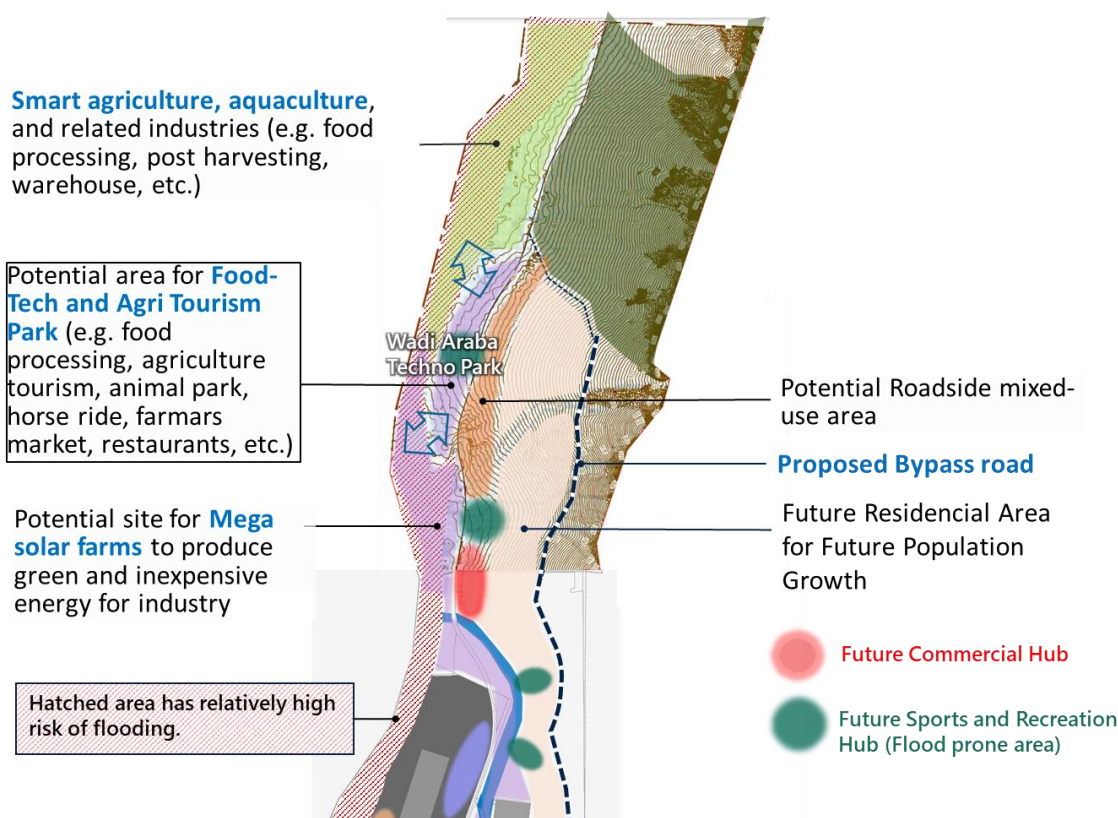 Smart agriculture, aquaculture,
and related industries (e.g. food
processing, post harvesting,
warehouse, etc.)
Potential area for Food-
Tech and Agri Tourism
Park (e.g. food
processing, agriculture
tourism, animal park,
horse ride, farmars
market, restaurants, etc.)
Wadi Araba
Techno Park
Potential Roadside mixed-
use area
Proposed Bypass road
Potential site for Mega
solar farms to produce
green and inexpensive
energy for industry
Future Residencial Area
for Future Population
Growth
Hatched area has relatively high
risk of flooding.
Future Commercial Hub
Future Sports and Recreation
Hub (Flood prone area)